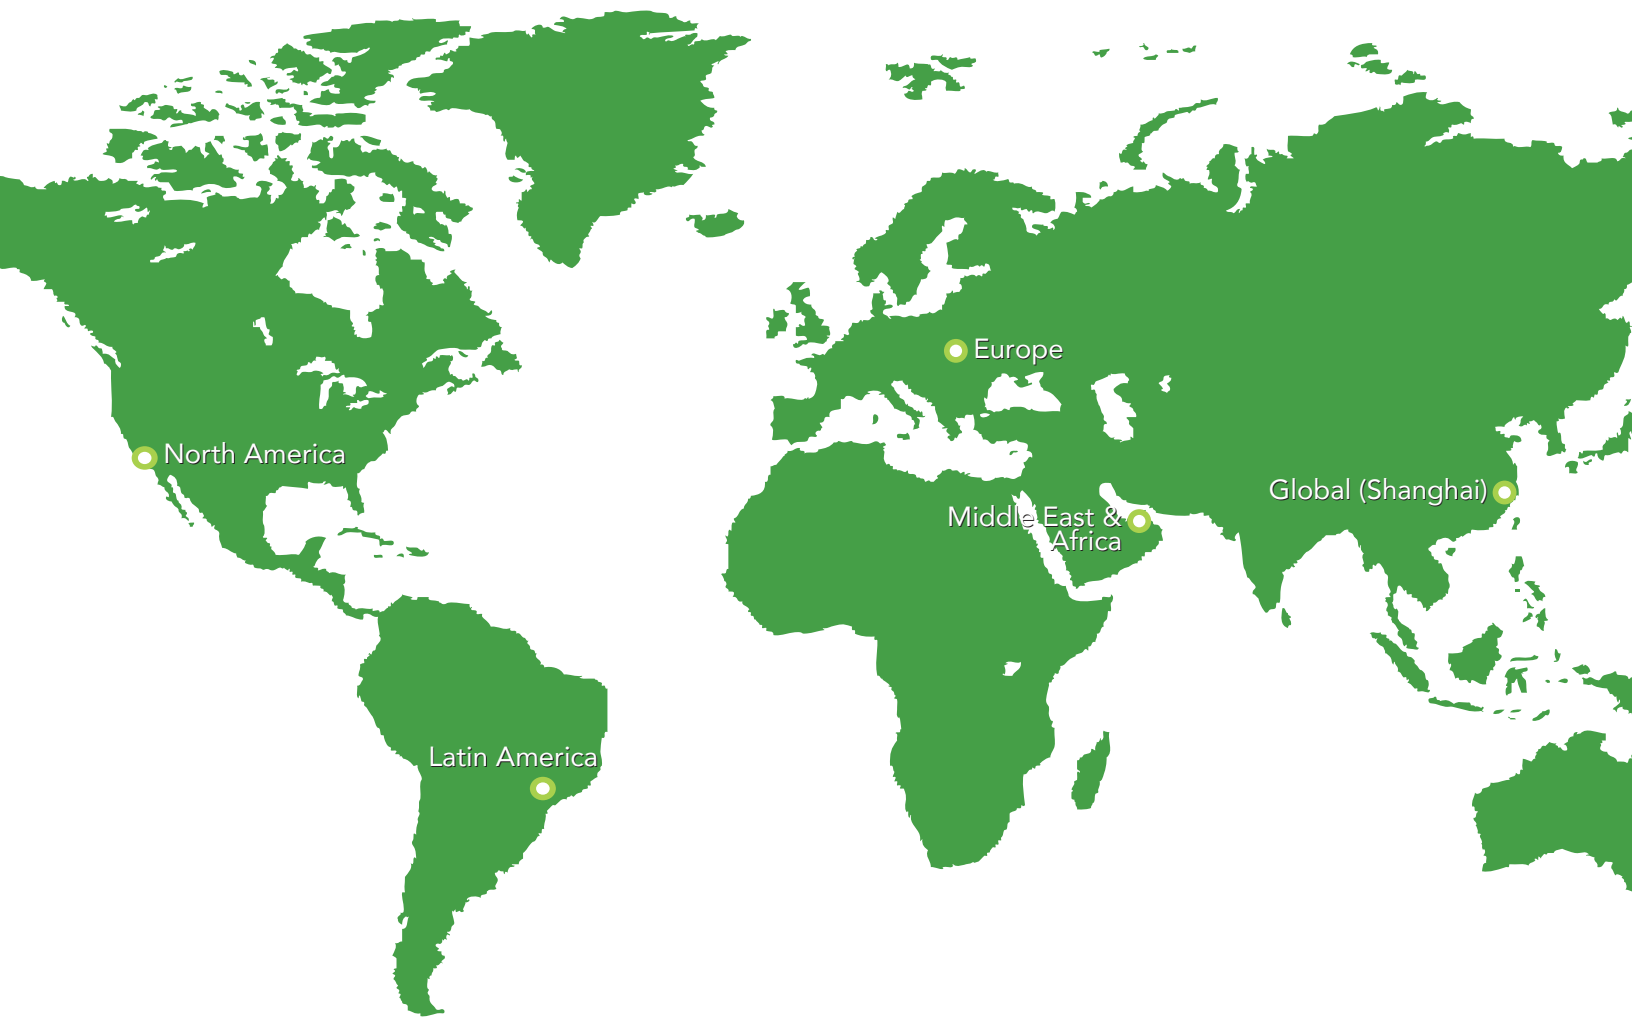 Europe
North America
Global (Shanghai)
Middle East &
Africa
Latin America